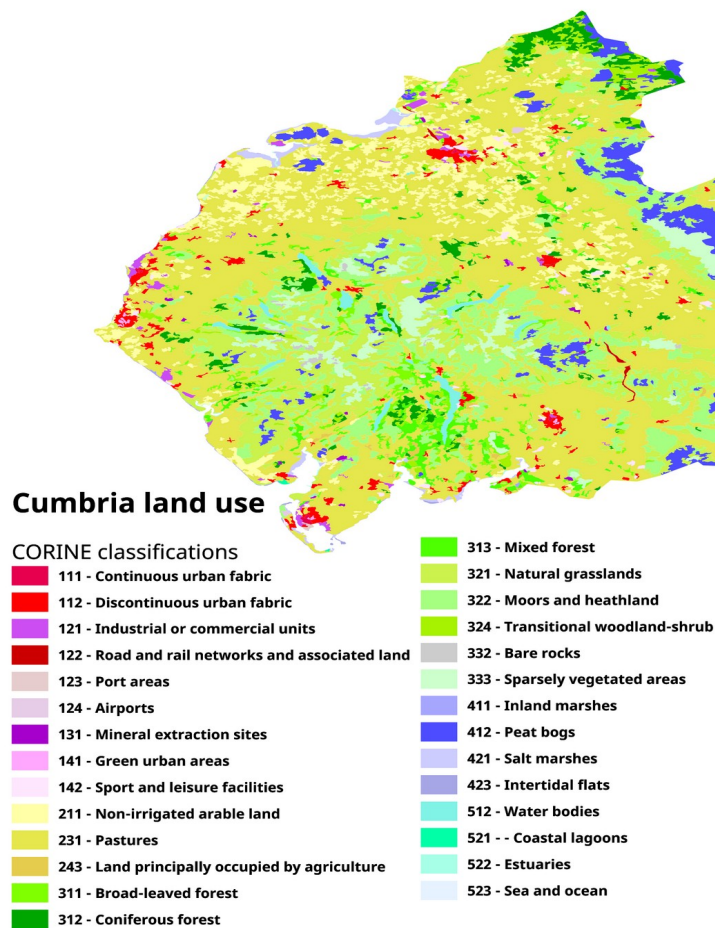 Cumbria land use
CORINE classifications
111 - Continuous urban fabric
112 - Discontinuous urban fabric
121 - Industrial or commercial units
122 - Road and rail networks and associated land
123 - Port areas
124 - Airports
131 - Mineral extraction sites
141 - Green urban areas
142 - Sport and leisure facilities
211 - Non-irrigated arable land
231 - Pastures
243 - Land principally occupied by agriculture
311 - Broad-leaved forest
312 - Coniferous forest
313 - Mixed forest
321 - Natural grasslands
322 - Moors and heathland
324 - Transitional woodland-shrub
332 - Bare rocks
333 - Sparsely vegetated areas
411 - Inland marshes
412 - Peat bogs
421 - Salt marshes
423 - Intertidal flats
512 - Water bodies
521 - - Coastal lagoons
522 - Estuaries
523 - Sea and ocean